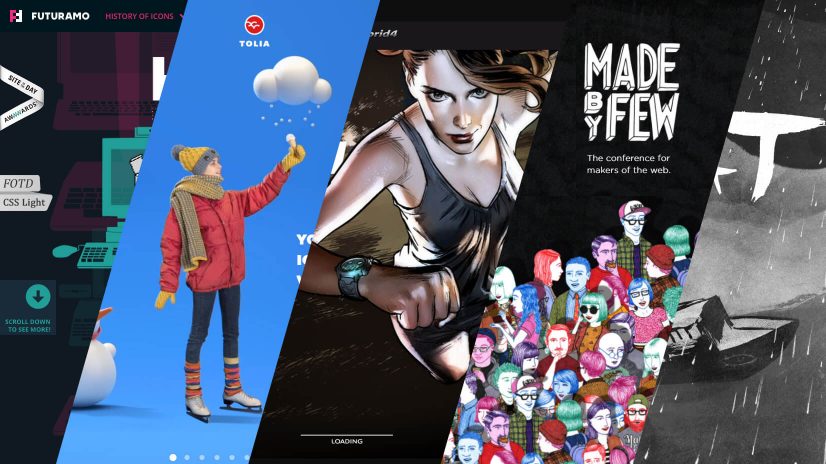 FUTURAMO
HISTORY OF ICONS
SITE OF THE DAY
AWWWARDS
FOTD
CSS Light
SCROLL DOWN
TO SEE MORE!
TOLIA
LOADING
MADE
BY FEW
The conference for
makers of the web.